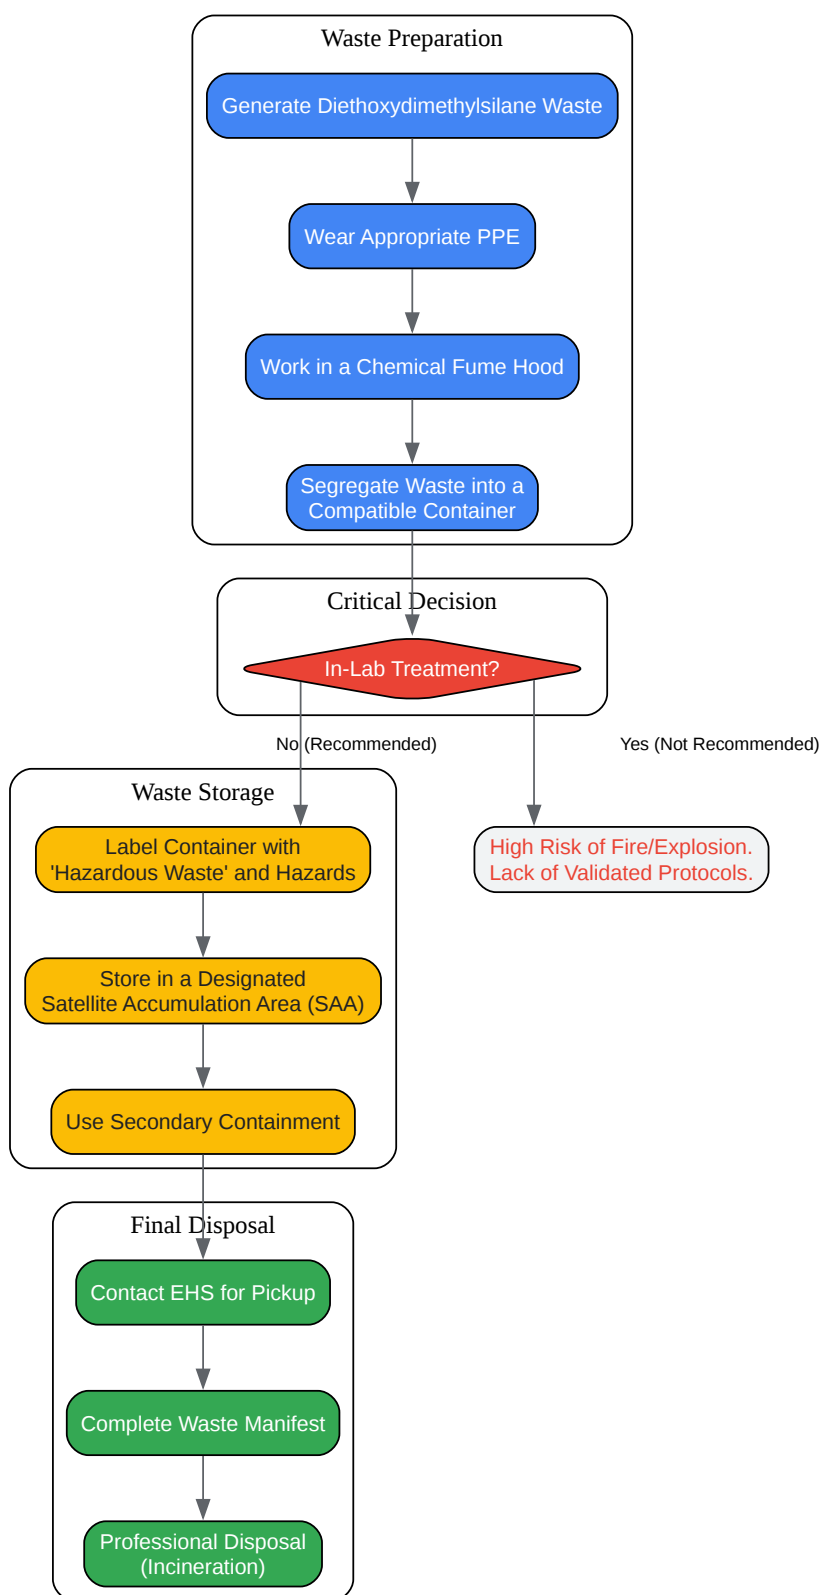 Waste Preparation
Generate Diethoxydimethylsilane Waste
Wear Appropriate PPE
Work in a Chemical Fume Hood
Segregate Waste into a
Compatible Container
Critical Decision
In-Lab Treatment?
No (Recommended)
Yes (Not Recommended)
Waste Storage
Label Container with
'Hazardous Waste' and Hazards
High Risk of Fire/Explosion.
Lack of Validated Protocols.
Store in a Designated
Satellite Accumulation Area (SAA)
Use Secondary Containment
Final Disposal
Contact EHS for Pickup
Complete Waste Manifest
Professional Disposal
(Incineration)